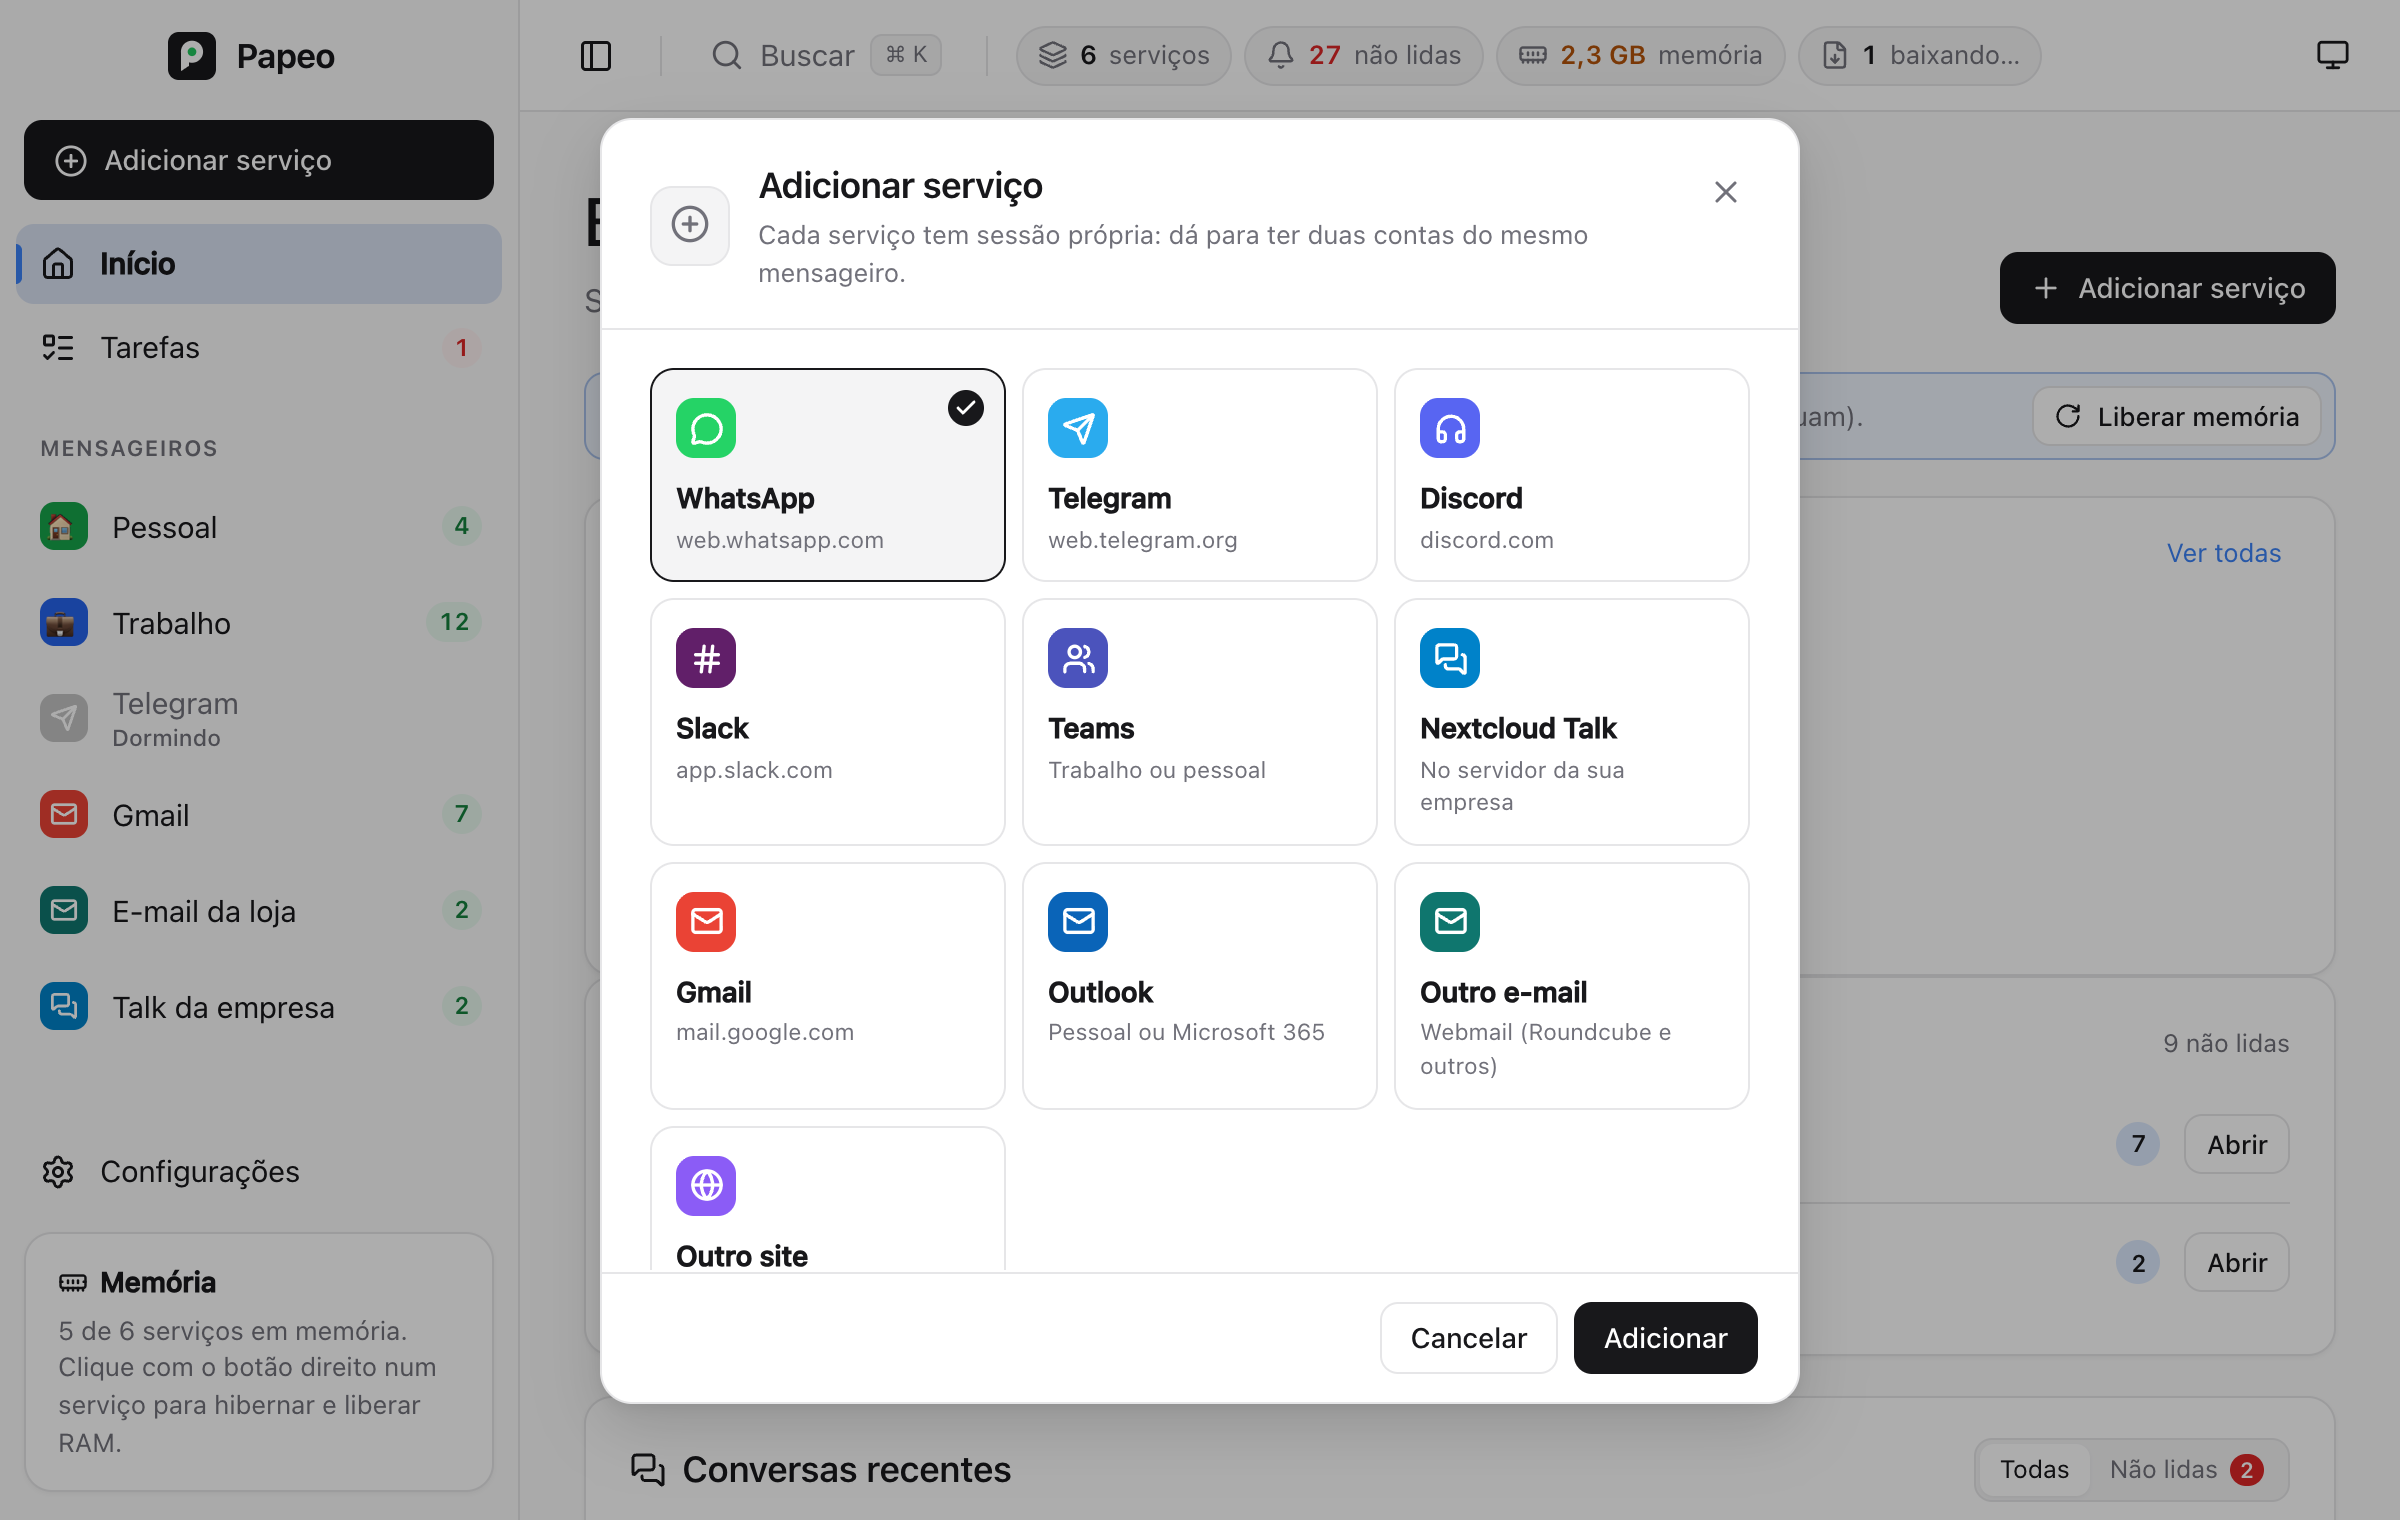 Papeo
Adicionar serviço
Início
Tarefas 1
MENSAGEIROS
Pessoal 4
Trabalho 12
Telegram
Dormindo
Gmail 7
E-mail da loja 2
Talk da empresa 2
Configurações
Memória
5 de 6 serviços em memória.
Clique com o botão direito num
serviço para hibernar e liberar
RAM.
Buscar ⌘ K
6 serviços
27 não lidas
2,3 GB memória
1 baixando...
Adicionar serviço
Liberar memória
Ver todas
9 não lidas
7 Abrir
2 Abrir
Conversas recentes
Todas
Não lidas 2
Adicionar serviço
Cada serviço tem sessão própria: dá para ter duas contas do mesmo
mensageiro.
WhatsApp
web.whatsapp.com
Telegram
web.telegram.org
Discord
discord.com
Slack
app.slack.com
Teams
Trabalho ou pessoal
Nextcloud Talk
No servidor da sua
empresa
Gmail
mail.google.com
Outlook
Pessoal ou Microsoft 365
Outro e-mail
Webmail (Roundcube e
outros)
Outro site
Cancelar
Adicionar